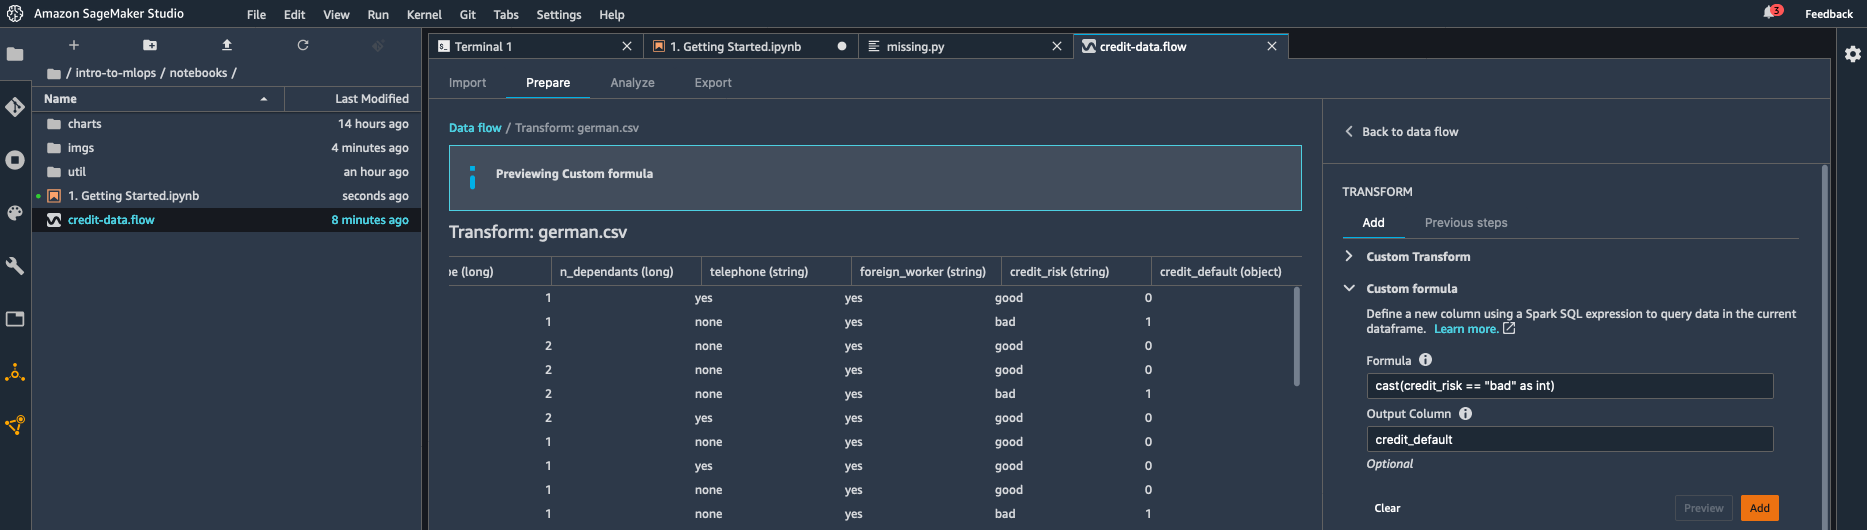 Amazon SageMaker Studio File Edit View Run Kernel Git Tabs Settings Help 3 Feedback
/ intro-to-mlops / notebooks /
Name Last Modified
charts 14 hours ago
imgs 4 minutes ago
util an hour ago
1. Getting Started.ipynb seconds ago
credit-data.flow 8 minutes ago
Terminal 1 1. Getting Started.ipynb missing.py credit-data.flow
Import Prepare Analyze Export
Data flow / Transform: german.csv
Previewing Custom formula
Transform: german.csv
pe (long) n_dependants (long) telephone (string) foreign_worker (string) credit_risk (string) credit_default (object)
1 yes yes good 0
1 none yes bad 1
2 none yes good 0
2 none yes good 0
2 none yes bad 1
2 yes yes good 0
1 none yes good 0
1 yes yes good 0
1 none yes good 0
1 none yes bad 1
Back to data flow
TRANSFORM
Add Previous steps
Custom Transform
Custom formula
Define a new column using a Spark SQL expression to query data in the current
dataframe. Learn more.
Formula
cast(credit_risk == "bad" as int)
Output Column
credit_default
Optional
Clear Preview Add